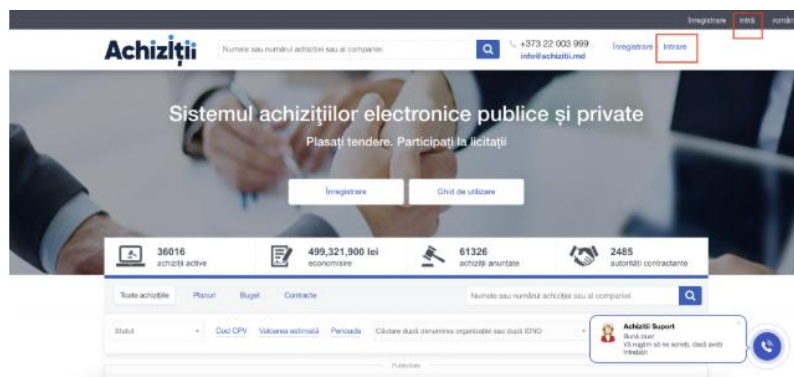 înregistrare intră român
Achiziții
Numele sau numărul achiziției sau al companiei
+373 22 003 999
info@achizitii.md
Înregistrare Intrare
Sistemul achizițiilor electronice publice și private
Plasați tendere. Participați la licitații
Înregistrare Ghid de utilizare
36016
achiziții active
499,321,900 lei
economisire
61326
achiziții anunțate
2485
autorități contractante
Toate achizițiile Planuri Buget Contracte
Numele sau numărul achiziției sau al companiei
Statut Cod CPV Valoarea estimată Perioada Căutare după denumirea organizației sau după IDNO
Achizitii Suport
Bună ziua!
Vă rugăm să ne scrieți, dacă aveți
întrebări
Publicitate